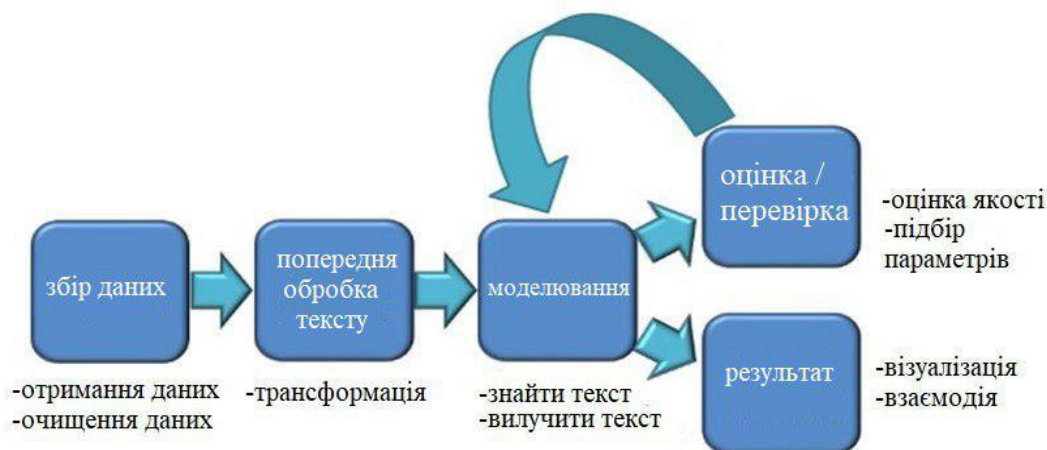 збір даних
-отримання даних
-очищення даних
попередня
обробка
тексту
-трансформація
моделювання
-знайти текст
-вилучити текст
оцінка /
перевірка
-оцінка якості
-підбір
параметрів
результат
-візуалізація
-взаємодія